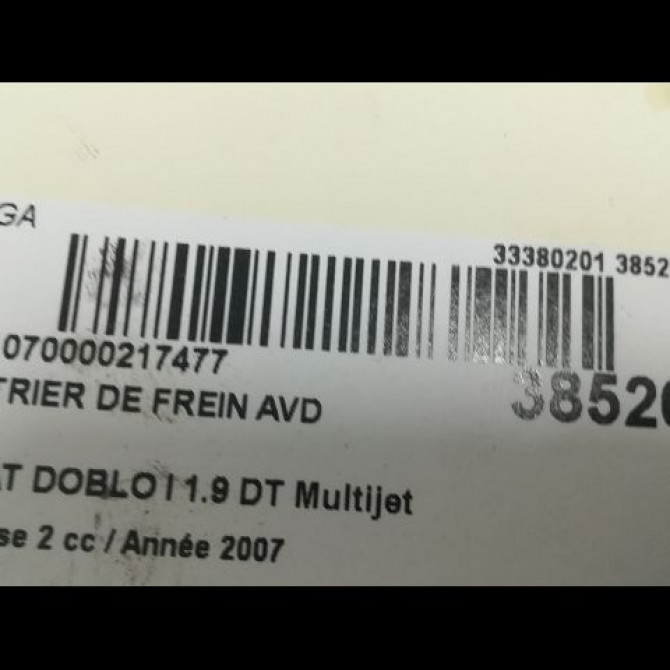 GA
33380201 3852
070000217477
TRIER DE FREIN AVD
38520
AT DOBLO I 1.9 DT Multijet
se 2 cc / Année 2007